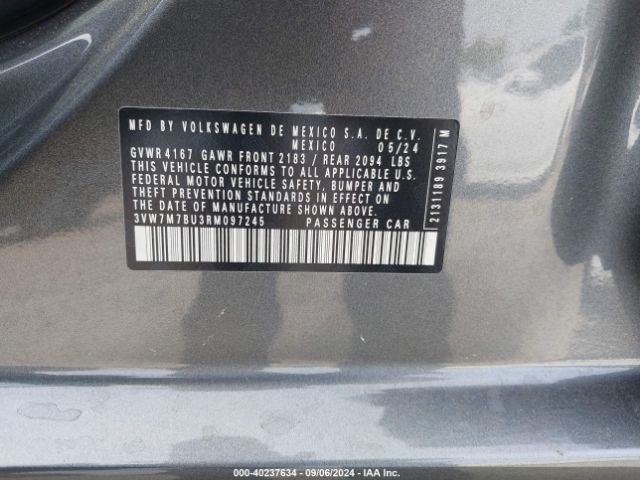 MFD BY VOLKSWAGEN DE MEXICO S.A. DE C.V.
MEXICO 05/24
GVWR 4167 GAWR FRONT 2183 / REAR 2094 LBS
THIS VEHICLE CONFORMS TO ALL APPLICABLE U.S.
FEDERAL MOTOR VEHICLE SAFETY, BUMPER AND
THEFT PREVENTION STANDARDS IN EFFECT ON
DATE OF MANUFACTURE SHOWN ABOVE.
3VW7M7BU3RM097245 PASSENGER CAR
2131189 3917 M
000-40237634 - 09/06/2024 - IAA Inc.